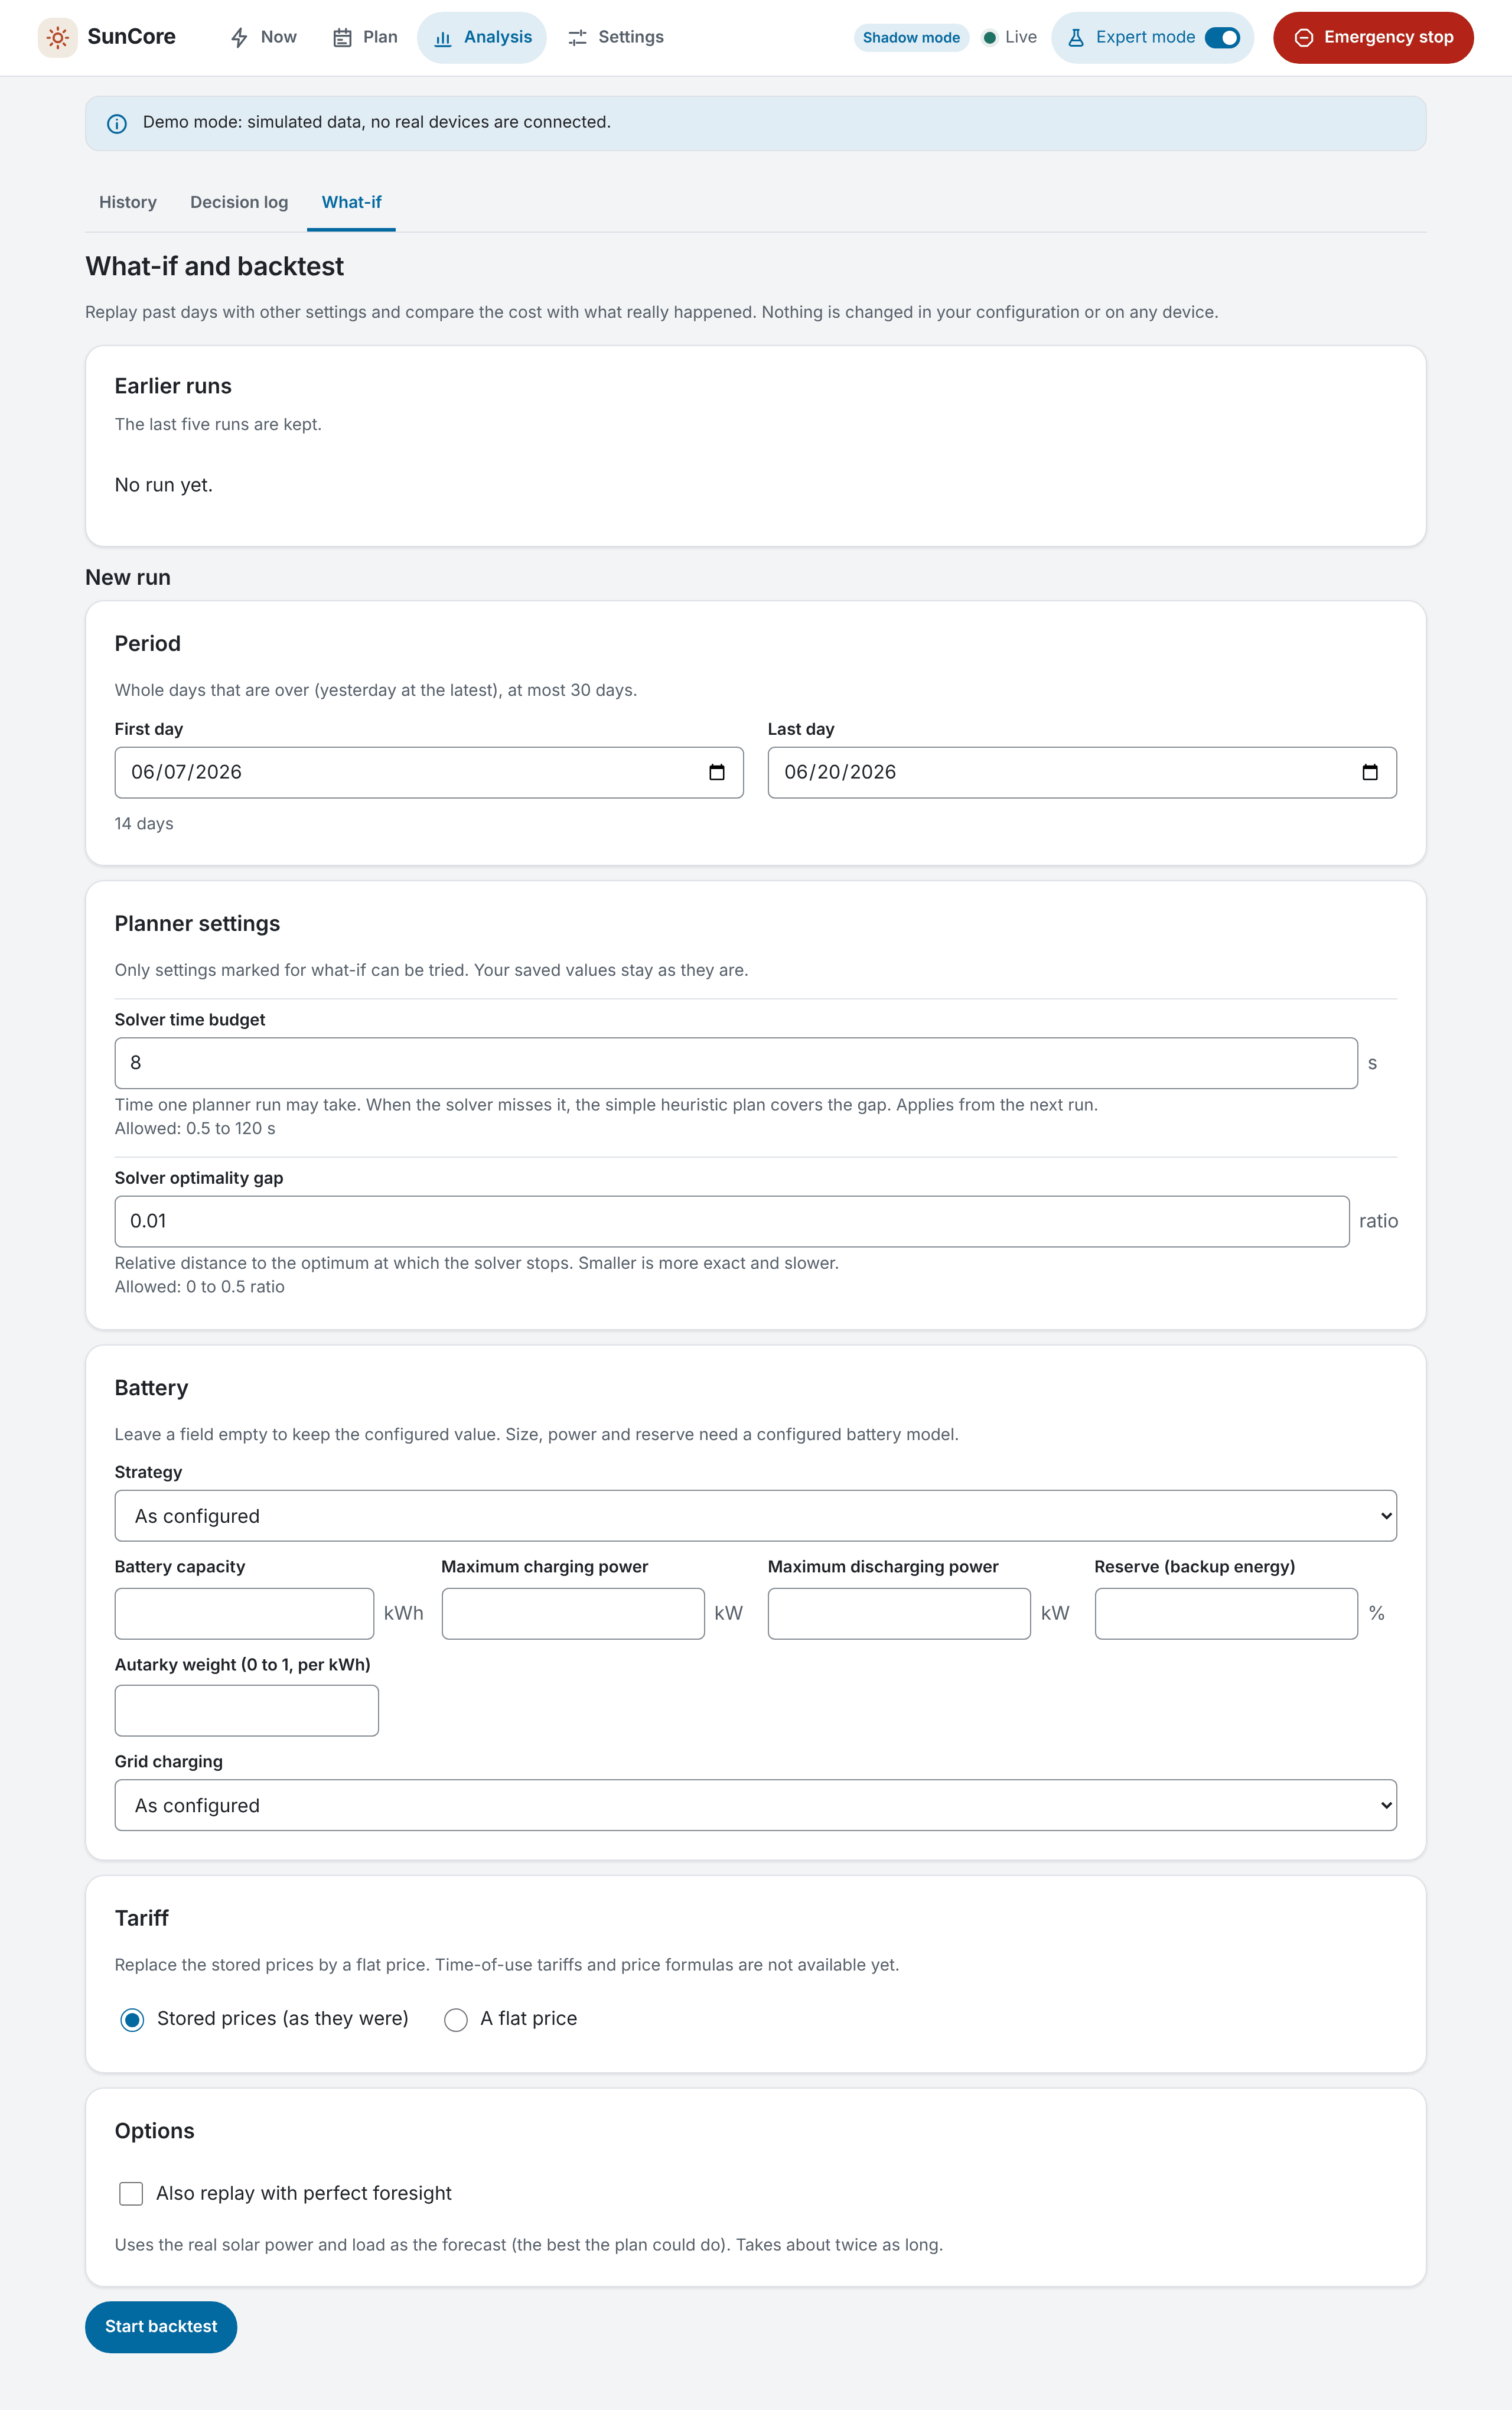 SunCore
Now
Plan
Analysis
Settings
Shadow mode
Live
Expert mode
Emergency stop
Demo mode: simulated data, no real devices are connected.
History
Decision log
What-if
What-if and backtest
Replay past days with other settings and compare the cost with what really happened. Nothing is changed in your configuration or on any device.
Earlier runs
The last five runs are kept.
No run yet.
New run
Period
Whole days that are over (yesterday at the latest), at most 30 days.
First day
Last day
06/07/2026
06/20/2026
14 days
Planner settings
Only settings marked for what-if can be tried. Your saved values stay as they are.
Solver time budget
8 s
Time one planner run may take. When the solver misses it, the simple heuristic plan covers the gap. Applies from the next run.
Allowed: 0.5 to 120 s
Solver optimality gap
0.01 ratio
Relative distance to the optimum at which the solver stops. Smaller is more exact and slower.
Allowed: 0 to 0.5 ratio
Battery
Leave a field empty to keep the configured value. Size, power and reserve need a configured battery model.
Strategy
As configured
Battery capacity
Maximum charging power
Maximum discharging power
Reserve (backup energy)
kWh
kW
kW
%
Autarky weight (0 to 1, per kWh)
Grid charging
As configured
Tariff
Replace the stored prices by a flat price. Time-of-use tariffs and price formulas are not available yet.
Stored prices (as they were)
A flat price
Options
Also replay with perfect foresight
Uses the real solar power and load as the forecast (the best the plan could do). Takes about twice as long.
Start backtest